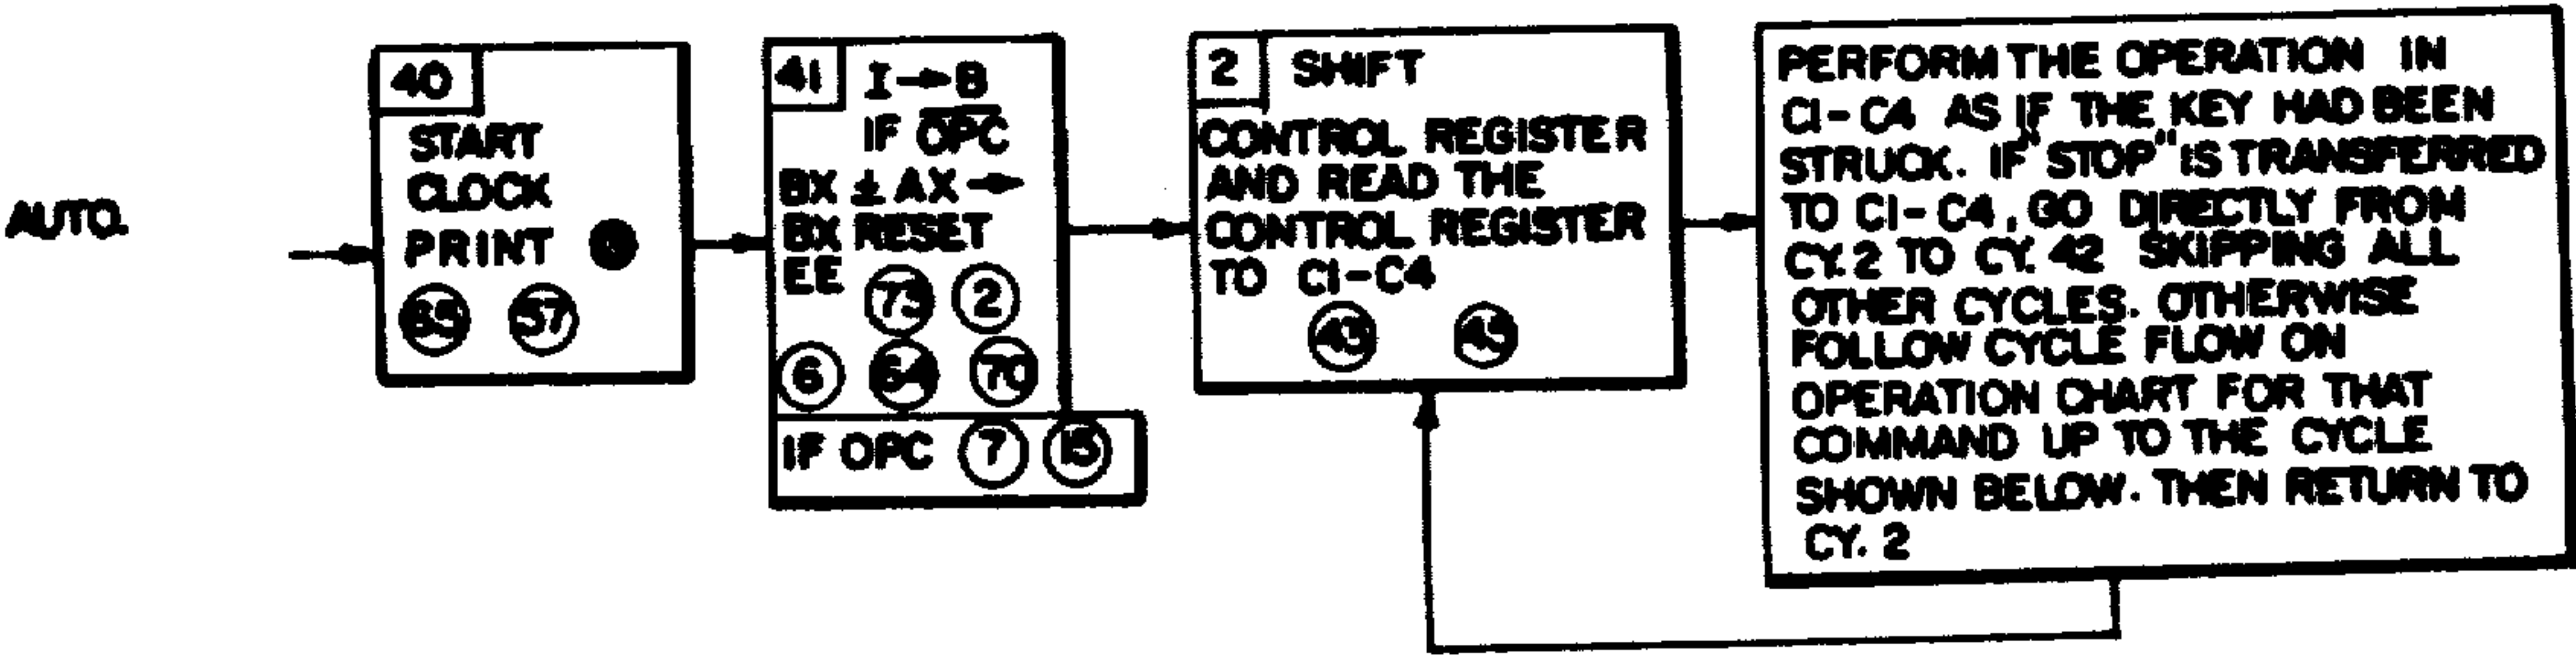 AUTO.
40
START
CLOCK
PRINT
57
41
I→B
IF O̅P̅C̅
BX ± AX →
BX RESET
EE
73 2
6 64 70
IF OPC 7 15
2 SHIFT
CONTROL REGISTER
AND READ THE
CONTROL REGISTER
TO C1-C4
43 45
PERFORM THE OPERATION IN
C1-C4 AS IF THE KEY HAD BEEN
STRUCK. IF "STOP" IS TRANSFERRED
TO C1-C4, GO DIRECTLY FROM
CY. 2 TO CY. 42 SKIPPING ALL
OTHER CYCLES. OTHERWISE
FOLLOW CYCLE FLOW ON
OPERATION CHART FOR THAT
COMMAND UP TO THE CYCLE
SHOWN BELOW. THEN RETURN TO
CY. 2